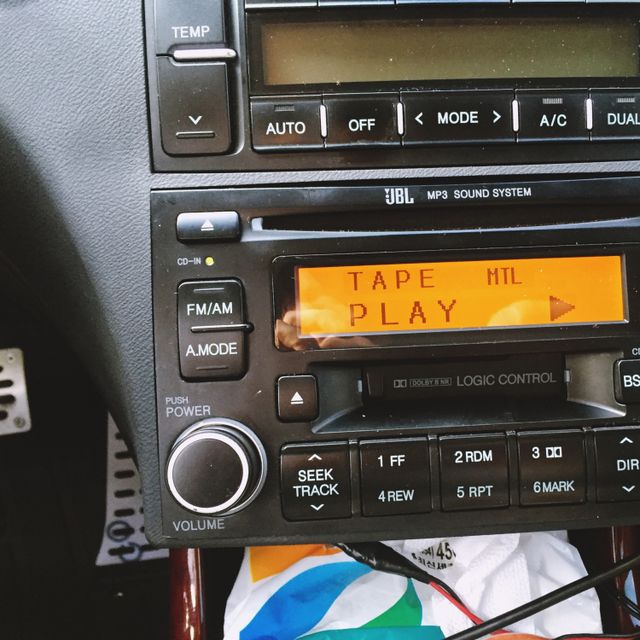 TEMP
AUTO
OFF
< MODE >
A/C
DUAL
JBL MP3 SOUND SYSTEM
CD-IN
TAPE MTL
PLAY
FM/AM
A.MODE
DOLBY B NR LOGIC CONTROL
PUSH
POWER
VOLUME
SEEK
TRACK
1 FF
4 REW
2 RDM
5 RPT
3
6 MARK
DIR
BS
45